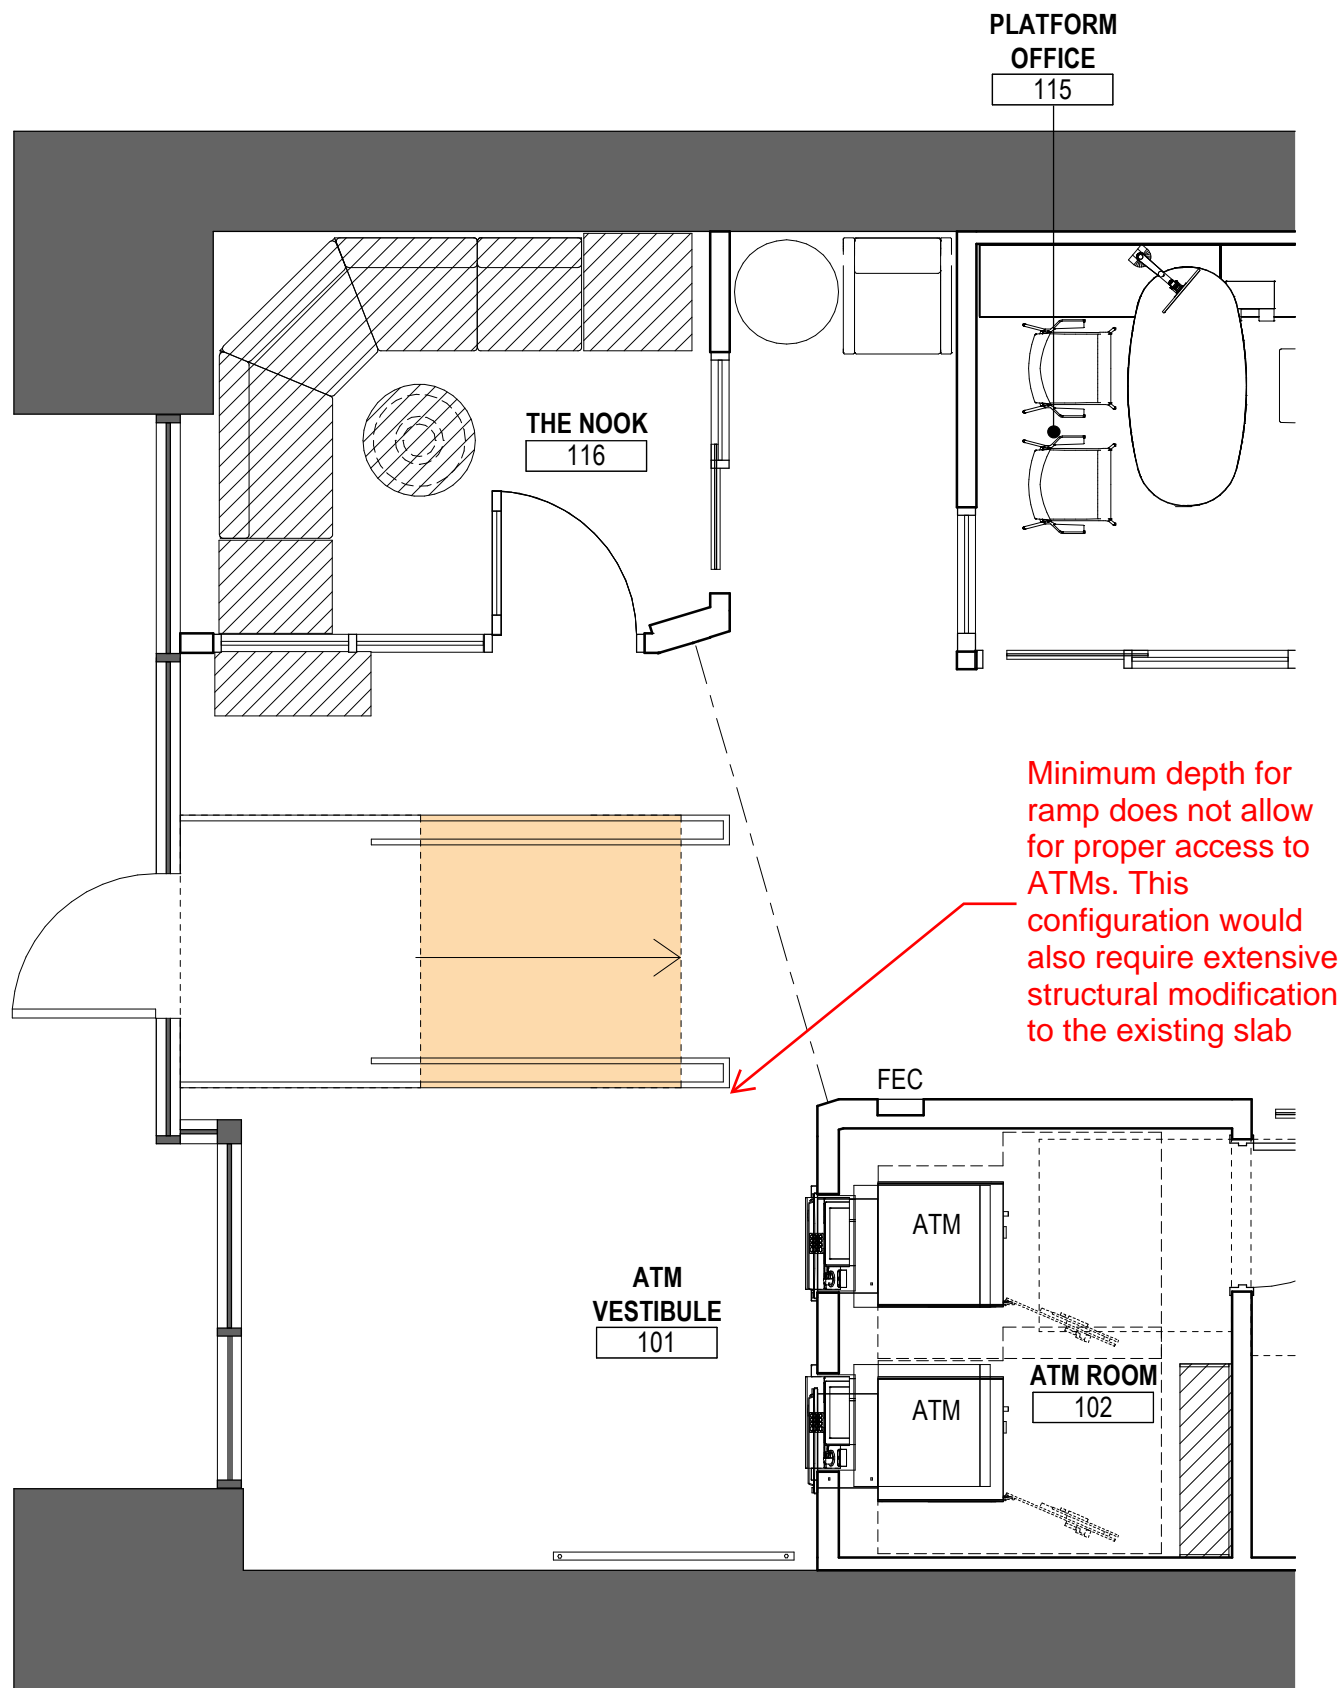 PLATFORM
OFFICE
115
THE NOOK
116
Minimum depth for
ramp does not allow
for proper access to
ATMs. This
configuration would
also require extensive
structural modification
to the existing slab
FEC
ATM
ATM
VESTIBULE
101
ATM ROOM
102
ATM